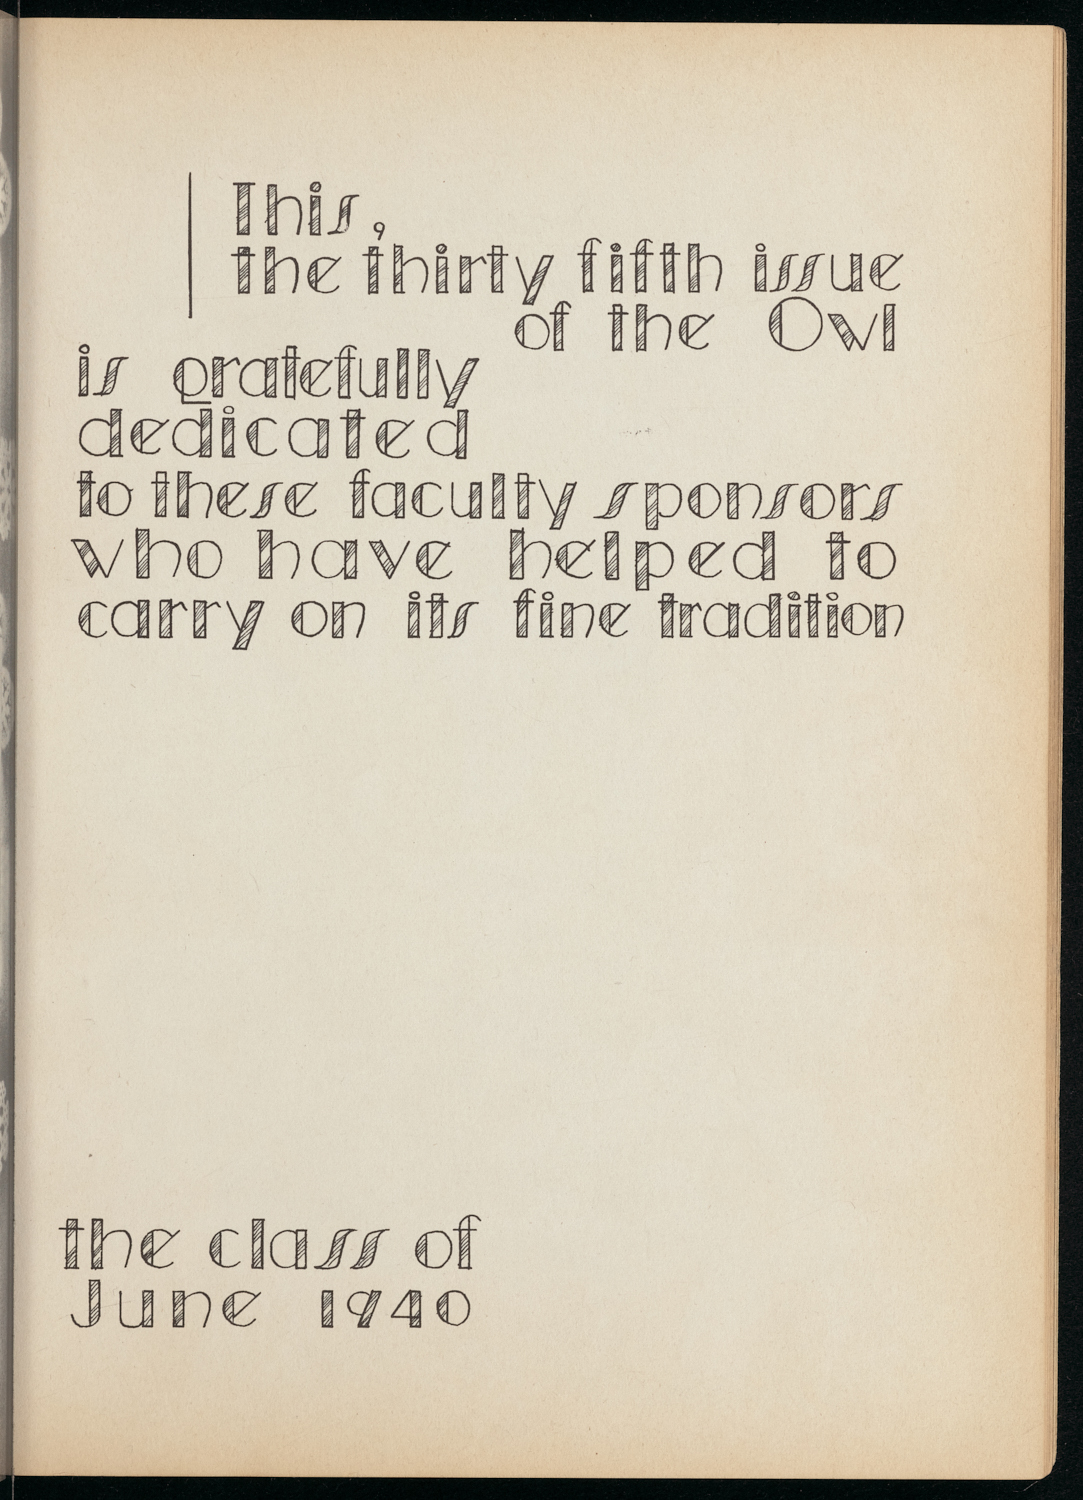 This,
the thirty fifth issue
of the Owl
is gratefully
dedicated
to these faculty sponsors
who have helped to
carry on its fine tradition
the class of
June 1940